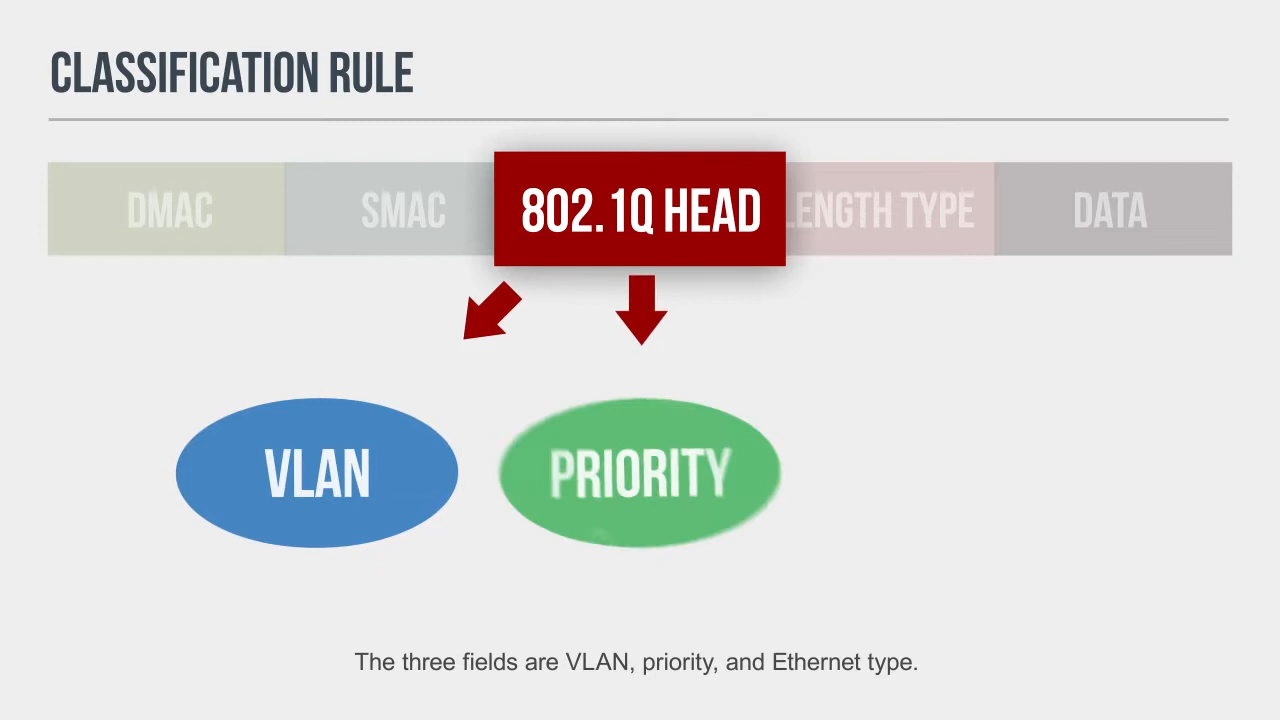 CLASSIFICATION RULE
DMAC
SMAC
802.1Q HEAD
LENGTH TYPE
DATA
VLAN
PRIORITY
The three fields are VLAN, priority, and Ethernet type.